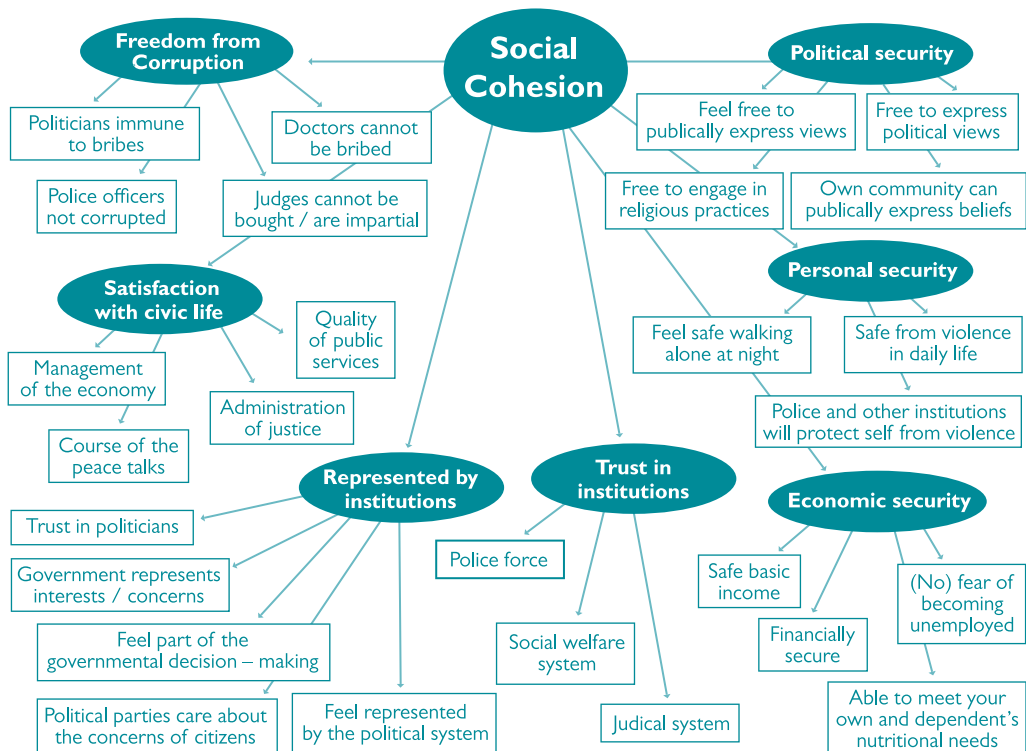 Social
Cohesion
Freedom from
Corruption
Politicians immune
to bribes
Police officers
not corrupted
Doctors cannot
be bribed
Judges cannot be
bought / are impartial
Political security
Feel free to
publically express views
Free to express
political views
Free to engage in
religious practices
Own community can
publically express beliefs
Satisfaction
with civic life
Management
of the economy
Course of the
peace talks
Quality
of public
services
Administration
of justice
Personal security
Feel safe walking
alone at night
Safe from violence
in daily life
Police and other institutions
will protect self from violence
Represented by
institutions
Trust in politicians
Government represents
interests / concerns
Feel part of the
governmental decision – making
Political parties care about
the concerns of citizens
Feel represented
by the political system
Trust in
institutions
Police force
Social welfare
system
Judical system
Economic security
Safe basic
income
Financially
secure
(No) fear of
becoming
unemployed
Able to meet your
own and dependent's
nutritional needs